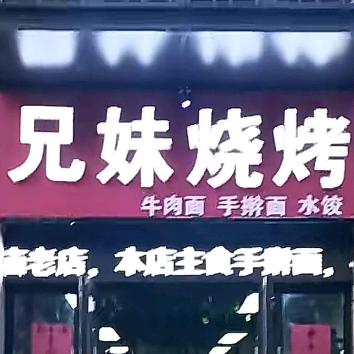 兄妹烧烤
牛肉面 手擀面 水饺
老店，本店主食手擀面，